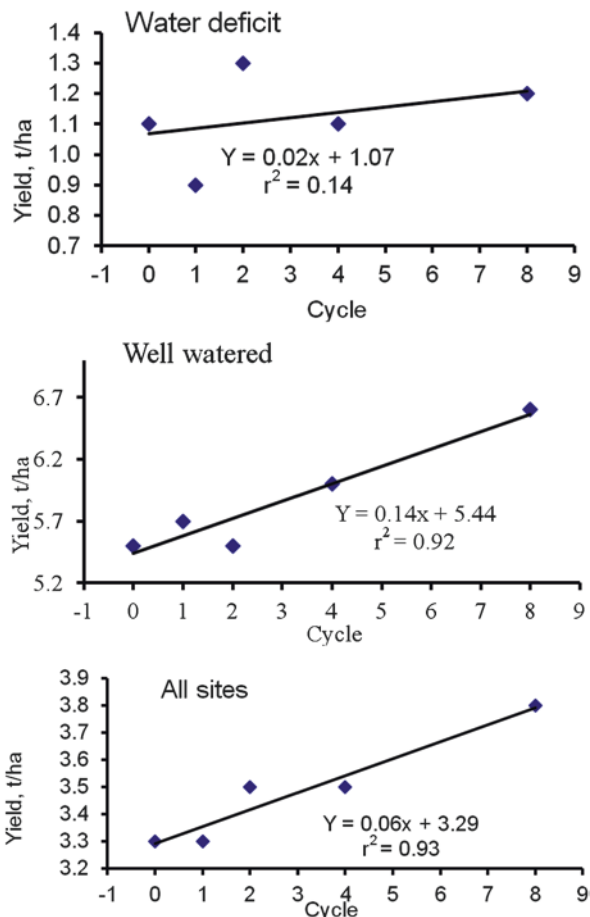 Water deficit
Yield, t/ha
1.3
1.2
1.1
1.0
0.9
0.8
0.7
Y = 0.02x + 1.07
r² = 0.14
-1 0 1 2 3 4 5 6 7 8 9
Cycle
Well watered
Yield, t/ha
6.7
6.2
5.7
5.2
Y = 0.14x + 5.44
r² = 0.92
-1 0 1 2 3 4 5 6 7 8 9
Cycle
All sites
Yield, t/ha
3.9
3.8
3.7
3.6
3.5
3.4
3.3
3.2
Y = 0.06x + 3.29
r² = 0.93
-1 0 1 2 3 4 5 6 7 8 9
Cycle